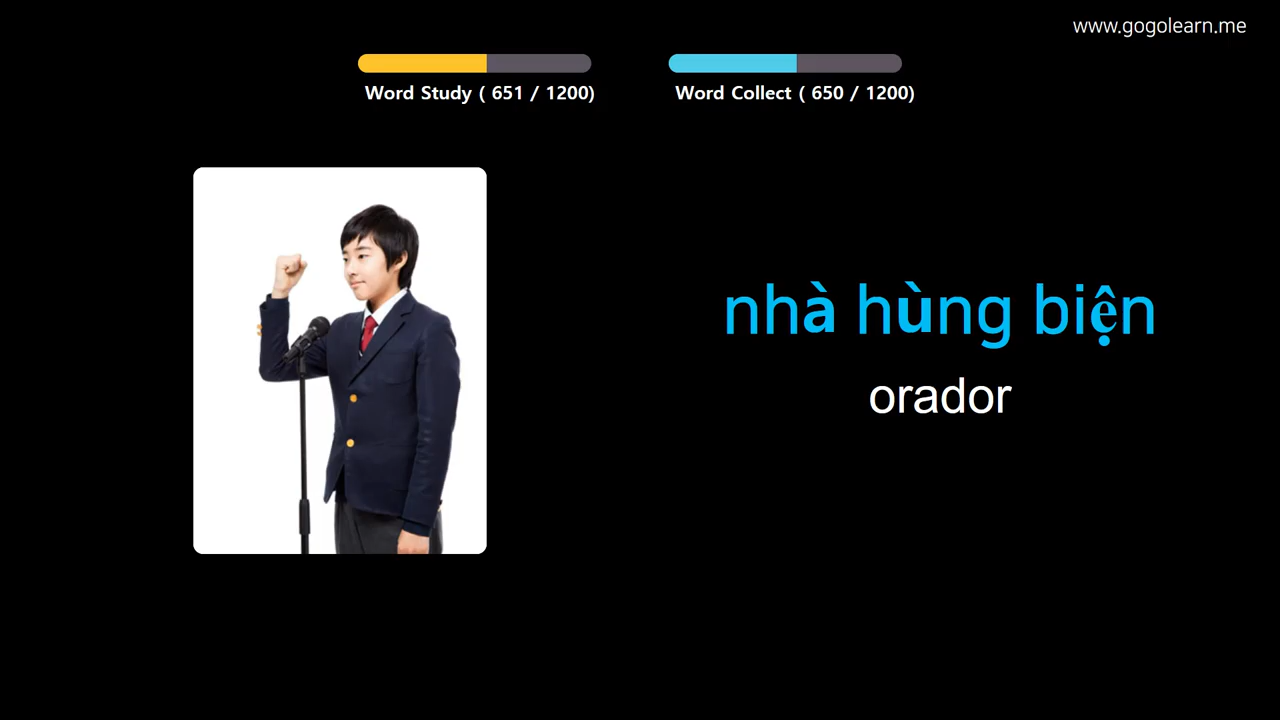 www.gogolearn.me
Word Study ( 651 / 1200)
Word Collect ( 650 / 1200)
nhà hùng biện
orador